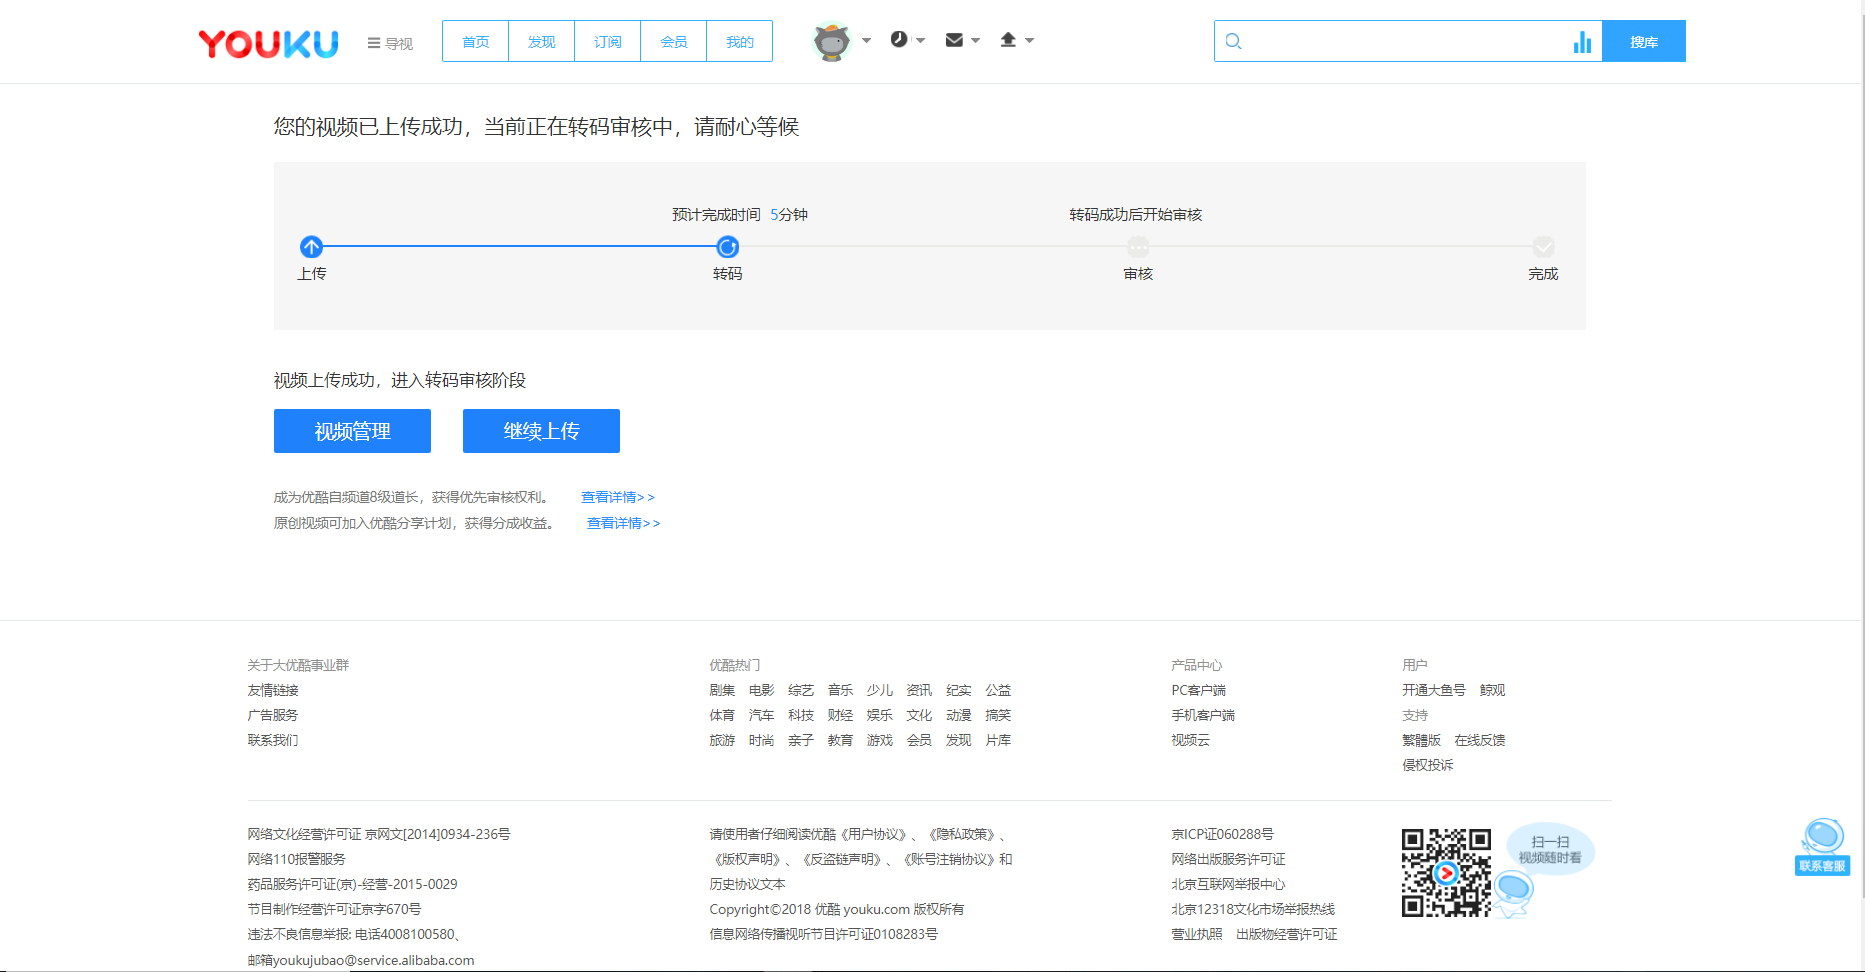 YOUKU
导视
首页 发现 订阅 会员 我的
搜库
您的视频已上传成功，当前正在转码审核中，请耐心等候
预计完成时间 5分钟
转码成功后开始审核
上传 转码 审核 完成
视频上传成功，进入转码审核阶段
视频管理 继续上传
成为优酷自频道8级道长，获得优先审核权利。 查看详情>>
原创视频可加入优酷分享计划，获得分成收益。 查看详情>>
关于大优酷事业群
友情链接
广告服务
联系我们
优酷热门
剧集 电影 综艺 音乐 少儿 资讯 纪实 公益
体育 汽车 科技 财经 娱乐 文化 动漫 搞笑
旅游 时尚 亲子 教育 游戏 会员 发现 片库
产品中心
PC客户端
手机客户端
视频云
用户
开通大鱼号 鲸观
支持
繁體版 在线反馈
侵权投诉
网络文化经营许可证 京网文[2014]0934-236号
网络110报警服务
药品服务许可证(京)-经营-2015-0029
节目制作经营许可证京字670号
违法不良信息举报: 电话4008100580、
邮箱youkujubao@service.alibaba.com
请使用者仔细阅读优酷《用户协议》、《隐私政策》、
《版权声明》、《反盗链声明》、《账号注销协议》和
历史协议文本
Copyright©2018 优酷 youku.com 版权所有
信息网络传播视听节目许可证0108283号
京ICP证060288号
网络出版服务许可证
北京互联网举报中心
北京12318文化市场举报热线
营业执照 出版物经营许可证
扫一扫
视频随时看
联系客服